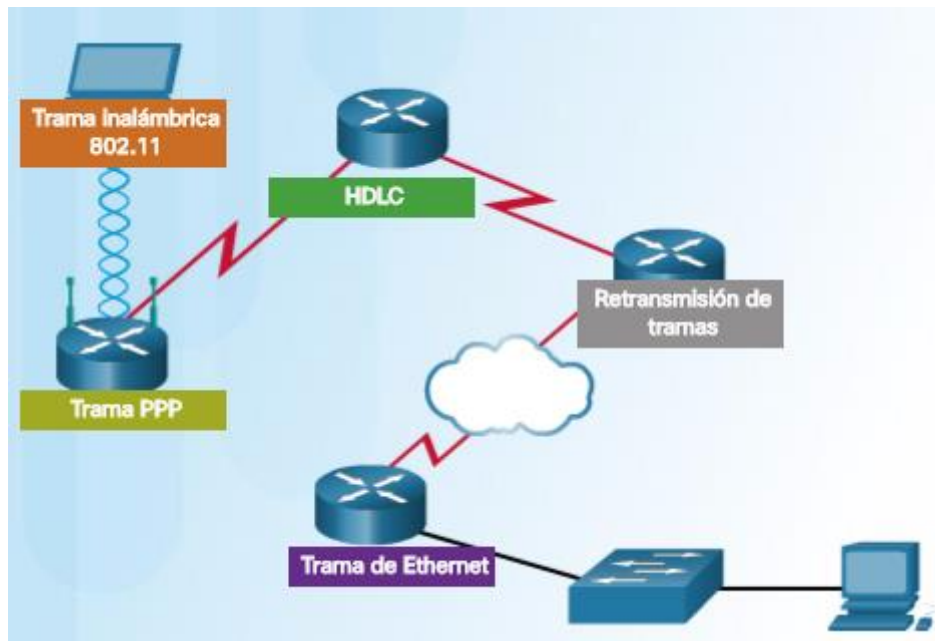 Trama inalámbrica
802.11
HDLC
Retransmisión de
tramas
Trama PPP
Trama de Ethernet